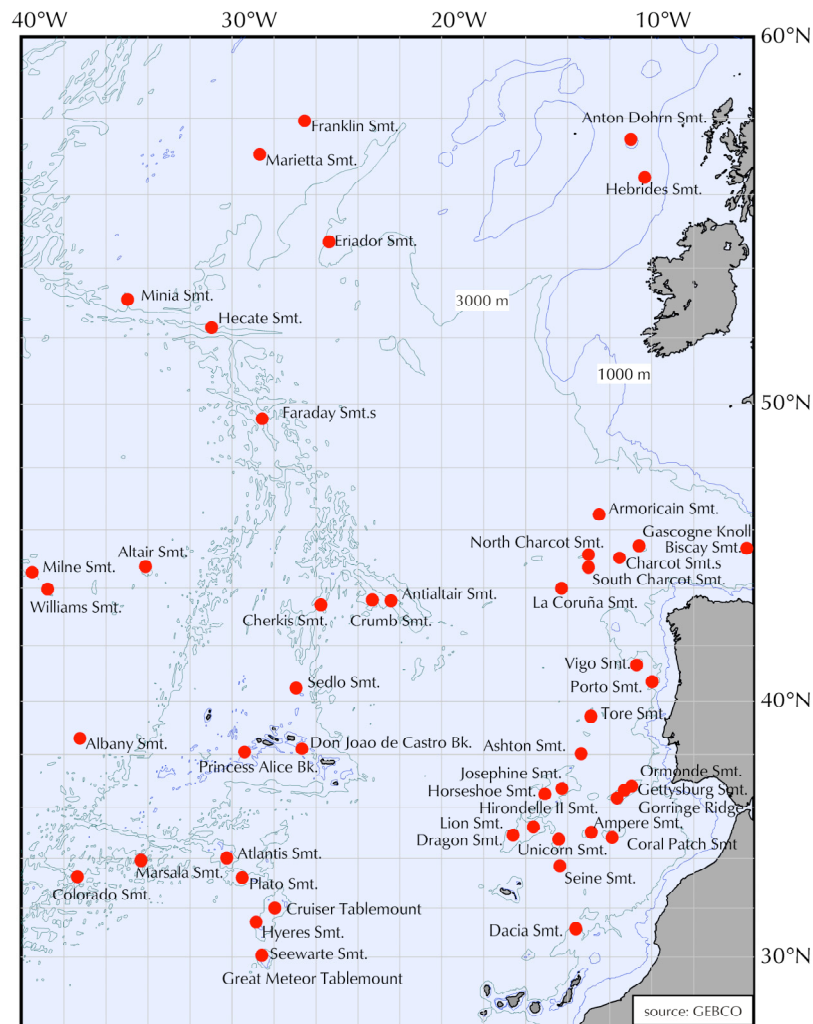 40°W 30°W 20°W 10°W
60°N
Anton Dohrn Smt.
Franklin Smt.
Marietta Smt.
Hebrides Smt.
Eriador Smt.
Minia Smt.
3000 m
Hecate Smt.
1000 m
50°N
Faraday Smt.s
Armoricain Smt.
Gascogne Knoll
North Charcot Smt.
Biscay Smt.
Altair Smt.
Charcot Smt.s
Milne Smt.
South Charcot Smt.
Antialtair Smt.
Williams Smt.
La Coruña Smt.
Cherkis Smt.
Crumb Smt.
Vigo Smt.
Sedlo Smt.
Porto Smt.
40°N
Tore Smt.
Albany Smt.
Don Joao de Castro Bk.
Ashton Smt.
Princess Alice Bk.
Josephine Smt.
Ormonde Smt.
Horseshoe Smt.
Gettysburg Smt.
Hirondelle II Smt.
Gorringe Ridge
Lion Smt.
Ampere Smt.
Dragon Smt.
Coral Patch Smt
Unicorn Smt.
Atlantis Smt.
Marsala Smt.
Seine Smt.
Plato Smt.
Colorado Smt.
Cruiser Tablemount
Hyeres Smt.
Dacia Smt.
Seewarte Smt.
30°N
Great Meteor Tablemount
source: GEBCO